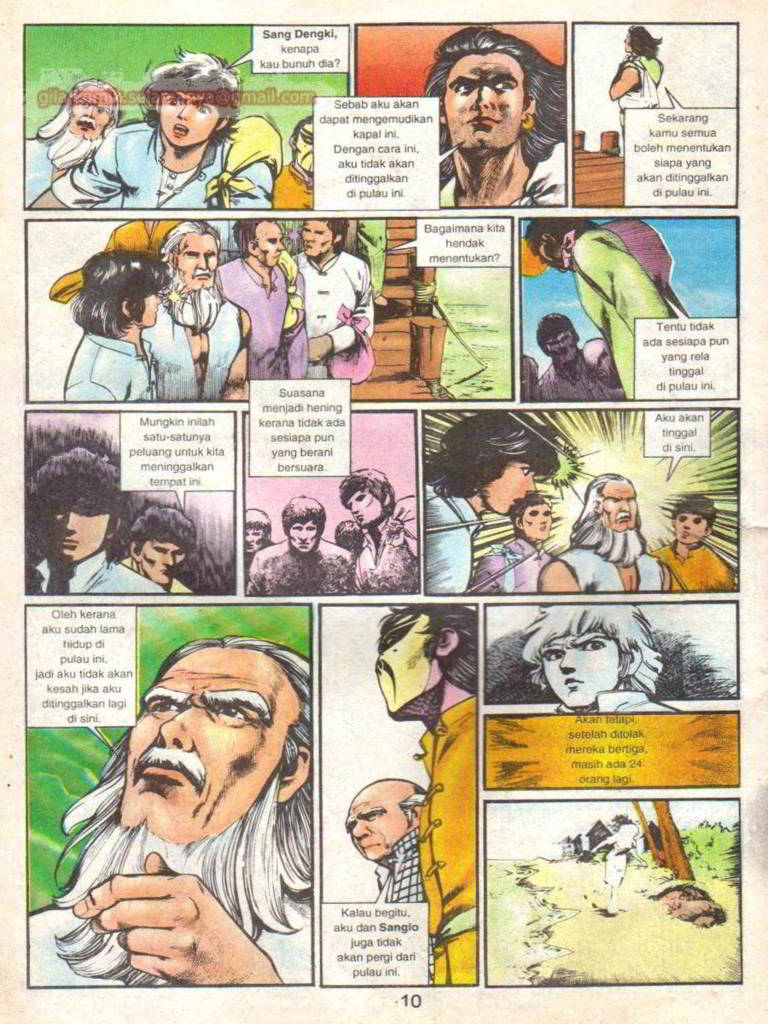 Sang Dengki,
kenapa
kau bunuh dia?
Sebab aku akan
dapat mengemudikan
kapal ini.
Dengan cara ini,
aku tidak akan
ditinggalkan
di pulau ini.
Sekarang
kamu semua
boleh menentukan
siapa yang
akan ditinggalkan
di pulau ini.
Bagaimana kita
hendak
menentukan?
Tentu tidak
ada sesiapa pun
yang rela
tinggal
di pulau ini.
Mungkin inilah
satu-satunya
peluang untuk kita
meninggalkan
tempat ini.
Suasana
menjadi hening
kerana tidak ada
sesiapa pun
yang berani
bersuara.
Aku akan
tinggal
di sini.
Oleh kerana
aku sudah lama
hidup di
pulau ini,
jadi aku tidak akan
kesah jika aku
ditinggalkan lagi
di sini.
Kalau begitu,
aku dan Sanglo
juga tidak
akan pergi dari
pulau ini.
Akan tetapi,
setelah ditolak
mereka bertiga,
masih ada 24
orang lagi.
10